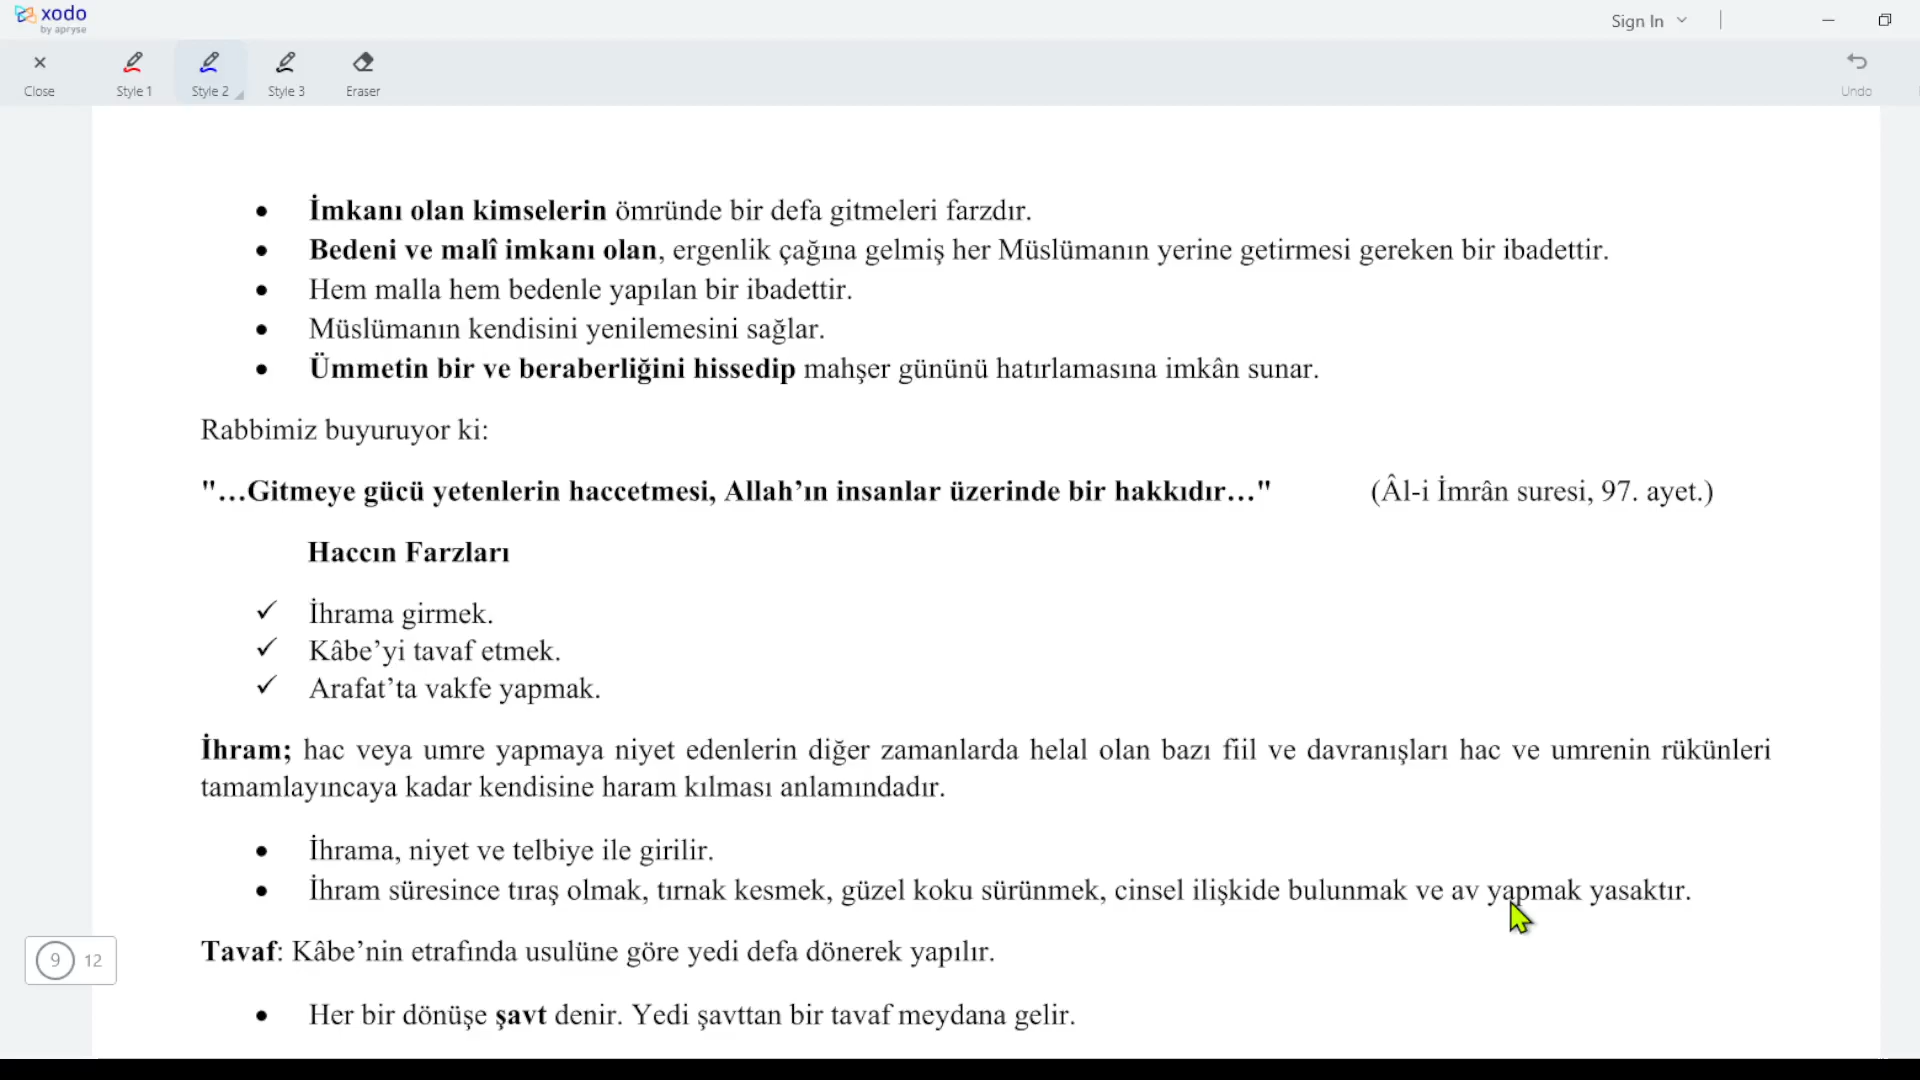 xodo
by apryse
Sign In
Close
Style 1
Style 2
Style 3
Eraser
Undo
• İmkanı olan kimselerin ömründe bir defa gitmeleri farzdır.
• Bedeni ve malî imkanı olan, ergenlik çağına gelmiş her Müslümanın yerine getirmesi gereken bir ibadettir.
• Hem malla hem bedenle yapılan bir ibadettir.
• Müslümanın kendisini yenilemesini sağlar.
• Ümmetin bir ve beraberliğini hissedip mahşer gününü hatırlamasına imkân sunar.
Rabbimiz buyuruyor ki:
"…Gitmeye gücü yetenlerin haccetmesi, Allah’ın insanlar üzerinde bir hakkıdır…" (Âl-i İmrân suresi, 97. ayet.)
Haccın Farzları
✓ İhrama girmek.
✓ Kâbe’yi tavaf etmek.
✓ Arafat’ta vakfe yapmak.
İhram; hac veya umre yapmaya niyet edenlerin diğer zamanlarda helal olan bazı fiil ve davranışları hac ve umrenin rükünleri
tamamlayıncaya kadar kendisine haram kılması anlamındadır.
• İhrama, niyet ve telbiye ile girilir.
• İhram süresince tıraş olmak, tırnak kesmek, güzel koku sürünmek, cinsel ilişkide bulunmak ve av yapmak yasaktır.
Tavaf: Kâbe’nin etrafında usulüne göre yedi defa dönerek yapılır.
9 12
• Her bir dönüşe şavt denir. Yedi şavttan bir tavaf meydana gelir.